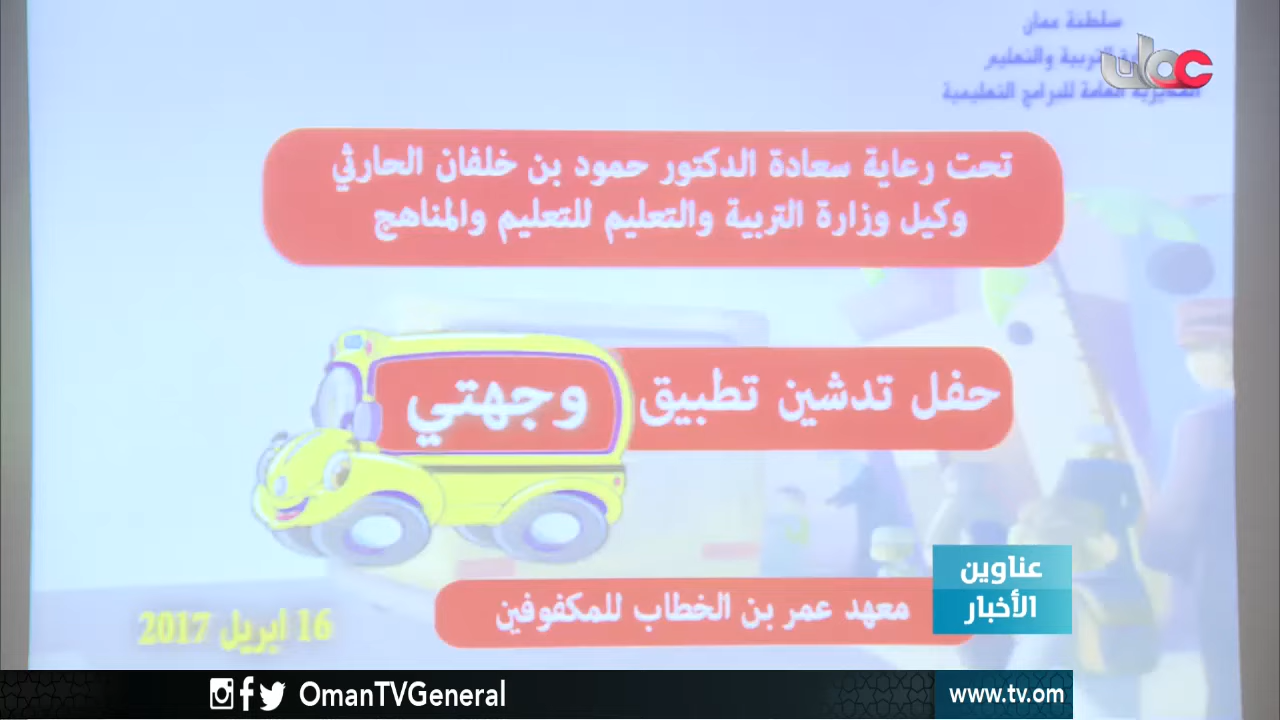 سلطنة عمان
والتعليم
العامة للبرامج التعليمية
تحت رعاية سعادة الدكتور حمود بن خلفان الحارثي
وكيل وزارة التربية والتعليم للتعليم والمناهج
حفل تدشين تطبيق وجهتي
معهد عمر بن الخطاب للمكفوفين
16 ابريل 2017
عناوين
الأخبار
OmanTVGeneral
www.tv.om